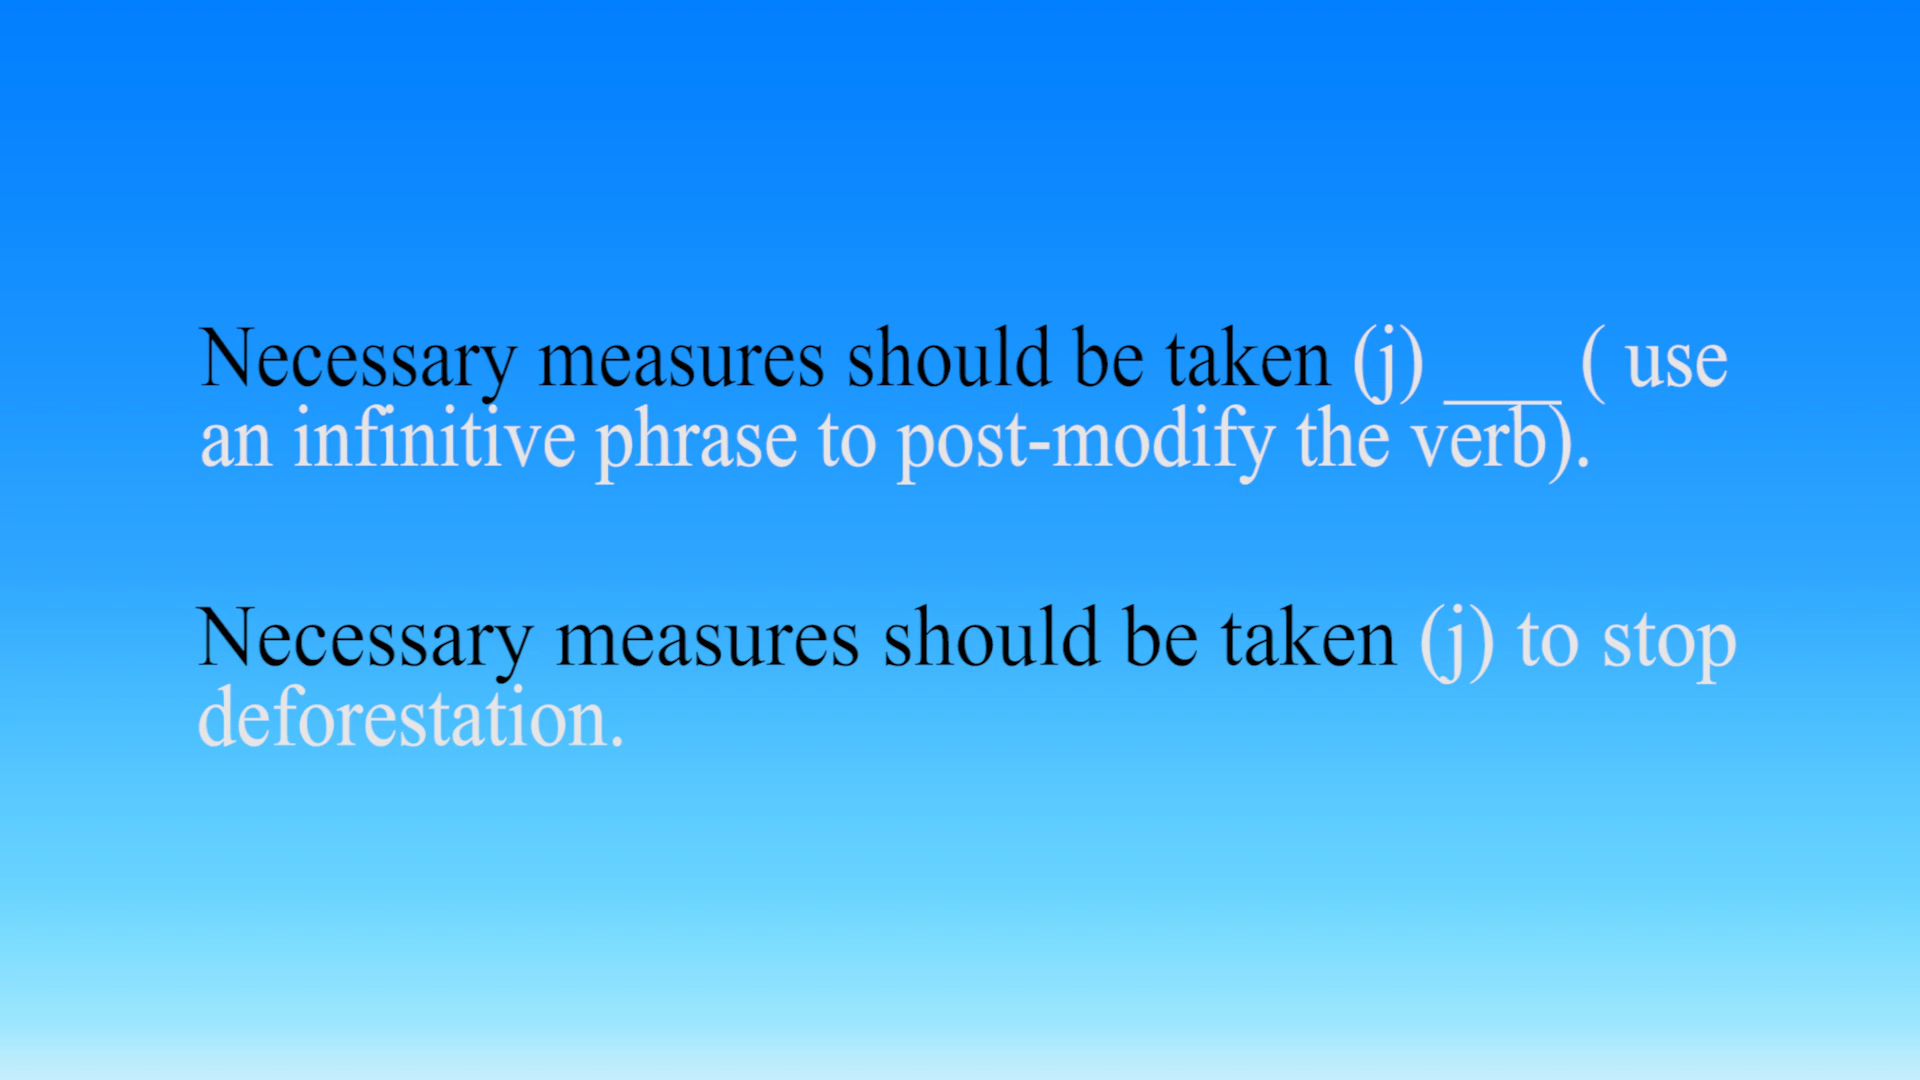 Necessary measures should be taken (j) ____ ( use
an infinitive phrase to post-modify the verb).
Necessary measures should be taken (j) to stop
deforestation.